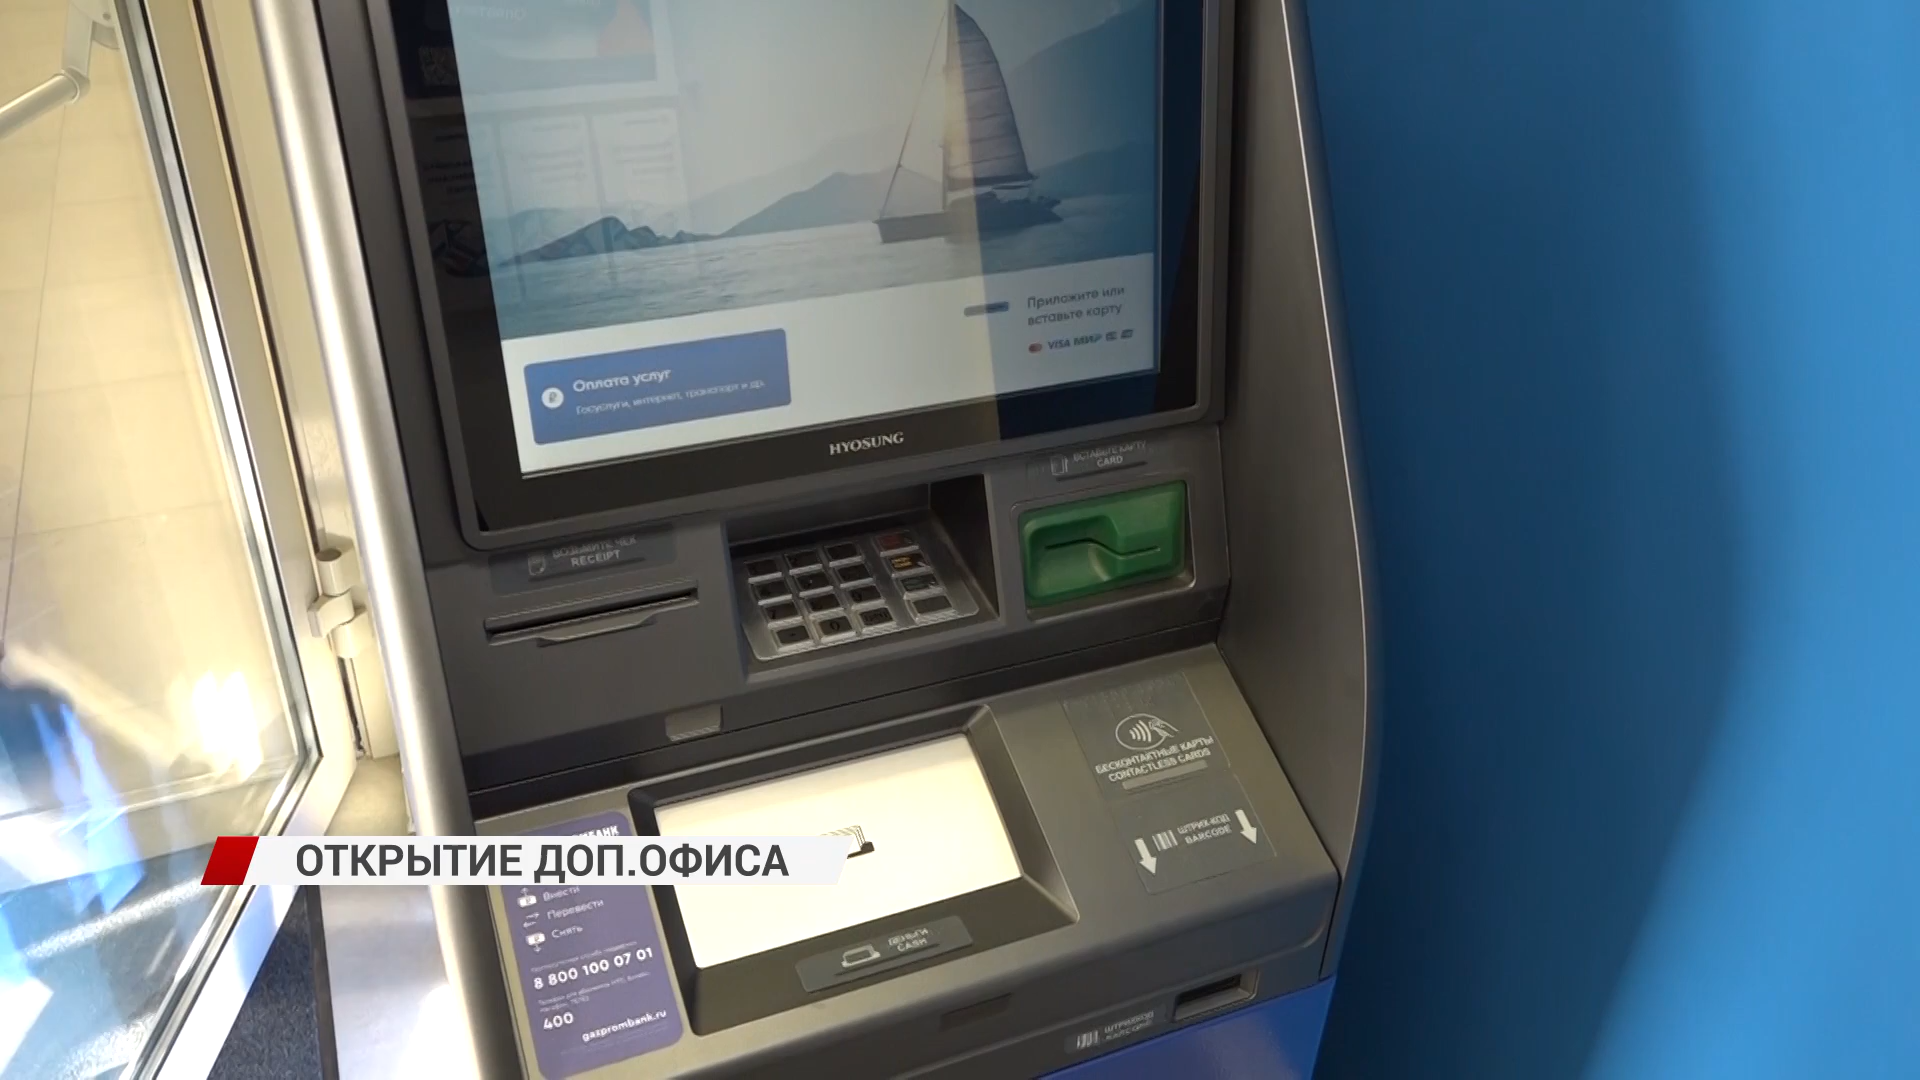 Приложите или
вставьте карту
VISA МИР
Оплата услуг
Госуслуги, интернет, транспорт и др.
HYOSUNG
ВСТАВЬТЕ КАРТУ
CARD
ВОЗЬМИТЕ ЧЕК
RECEIPT
БЕСКОНТАКТНЫЕ КАРТЫ
CONTACTLESS CARDS
ШТРИХ-КОД
BARCODE
ОТКРЫТИЕ ДОП.ОФИСА
Внести
Перевести
Снять
8 800 100 07 01
400
gazprombank.ru
ДЕНЬГИ
CASH